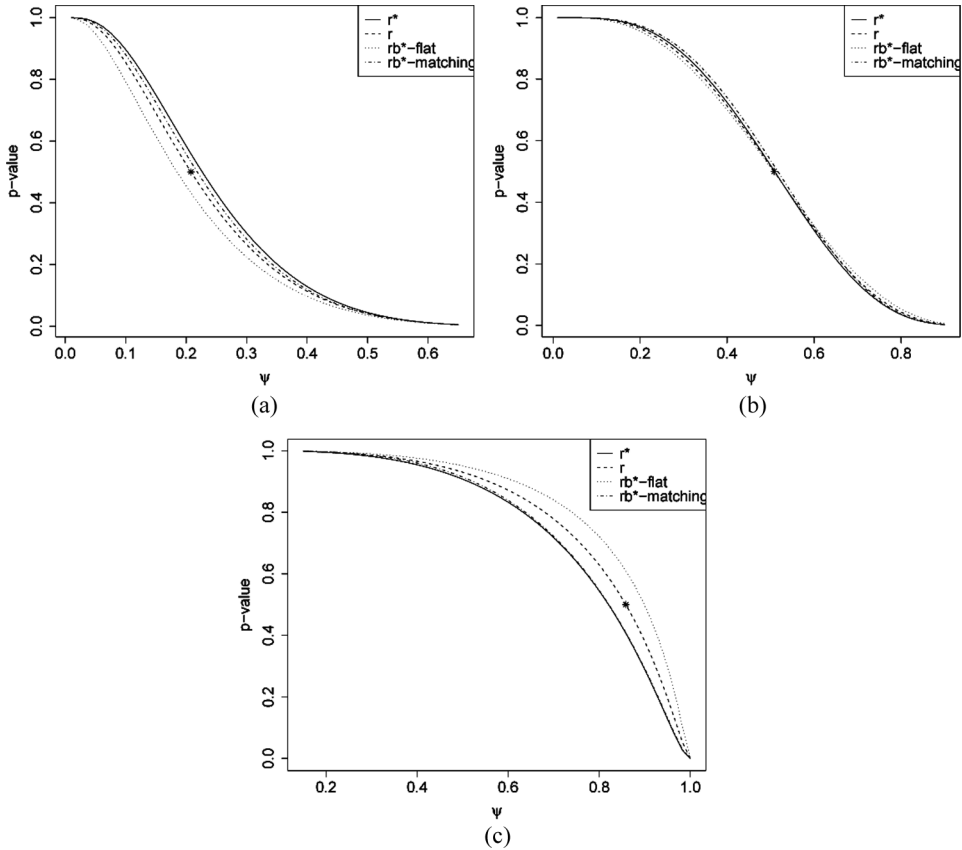 r*
r
rb*-flat
rb*-matching
p-value
1.0
0.8
0.6
0.4
0.2
0.0
0.0 0.1 0.2 0.3 0.4 0.5 0.6
ψ
(a)
r*
r
rb*-flat
rb*-matching
p-value
1.0
0.8
0.6
0.4
0.2
0.0
0.0 0.2 0.4 0.6 0.8
ψ
(b)
r*
r
rb*-flat
rb*-matching
p-value
1.0
0.8
0.6
0.4
0.2
0.0
0.2 0.4 0.6 0.8 1.0
ψ
(c)